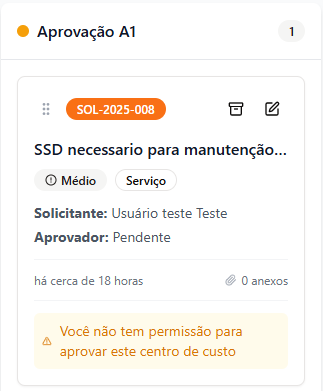 Aprovação A1
1
SOL-2025-008
SSD necessario para manutenção...
Médio
Serviço
Solicitante: Usuário teste Teste
Aprovador: Pendente
há cerca de 18 horas
0 anexos
Você não tem permissão para
aprovar este centro de custo